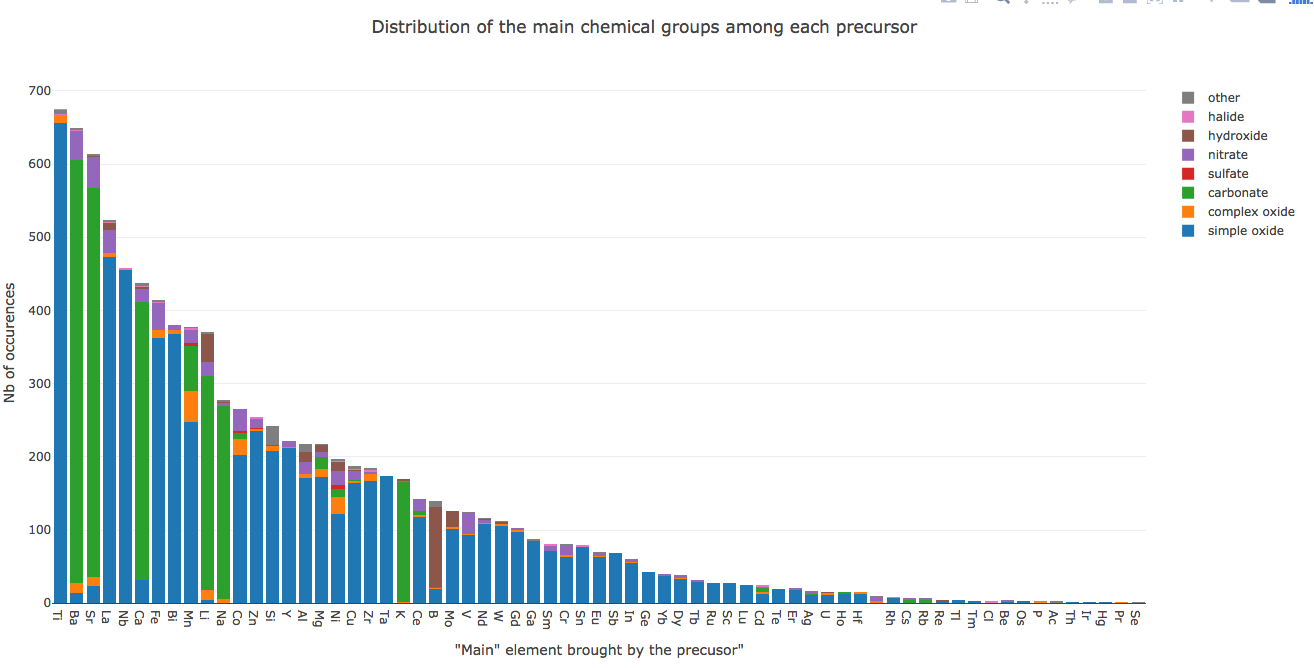 Distribution of the main chemical groups among each precursor
700
600
500
400
300
200
100
0
Nb of occurences
Ti Ba Sr La Nb Ca Fe Bi Mn Li Na Co Zn Si Y Al Mg Ni Cu Zr Ta K Ce B Mo V Nd W Gd Ga Sm Cr Sn Eu Sb In Ge Yb Dy Tb Ru Sc Lu Cd Te Er Ag U Ho Hf Rh Cs Rb Re Tl Tm Cl Be Os P Ac Th Ir Hg Pr Se
"Main" element brought by the precusor"
other
halide
hydroxide
nitrate
sulfate
carbonate
complex oxide
simple oxide